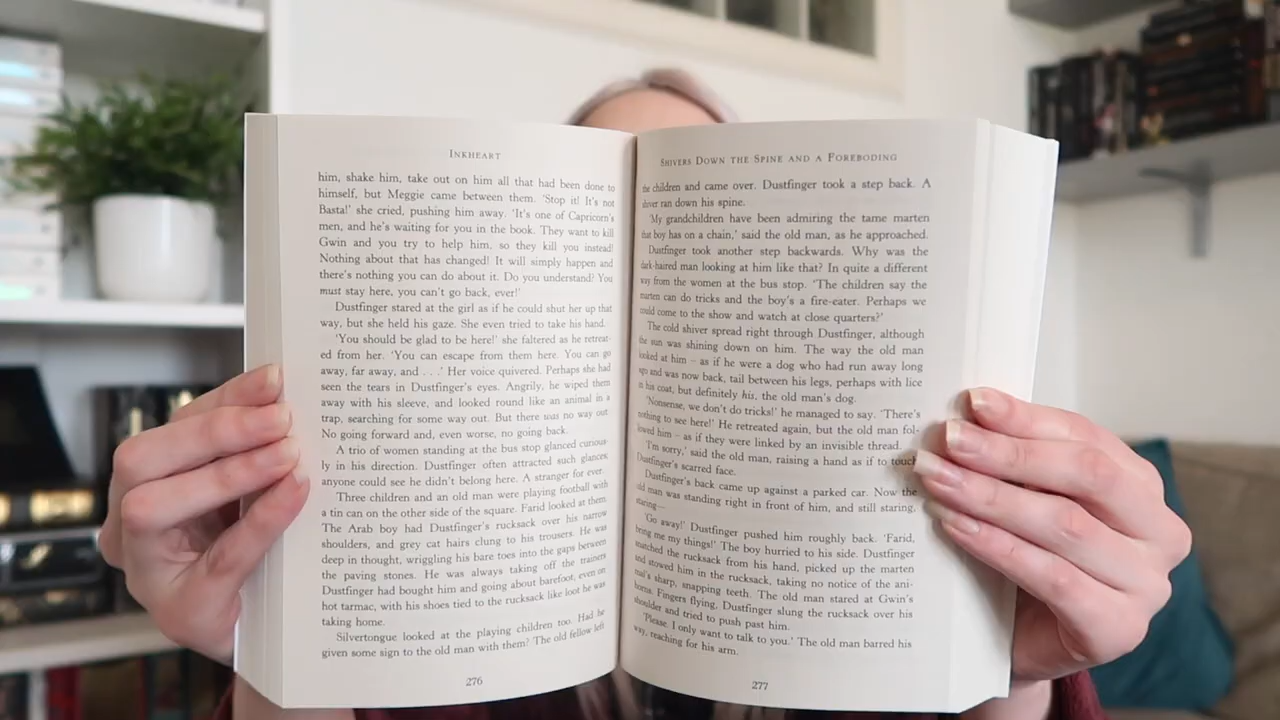 INKHEART
him, shake him, take out on him all that had been done to
himself, but Meggie came between them. 'Stop it! It's not
Basta!' she cried, pushing him away. 'It's one of Capricorn's
men, and he's waiting for you in the book. They want to kill
Gwin and you try to help him, so they kill you instead!
Nothing about that has changed! It will simply happen and
there's nothing you can do about it. Do you understand? You
must stay here, you can't go back, ever!'
Dustfinger stared at the girl as if he could shut her up that
way, but she held his gaze. She even tried to take his hand.
'You should be glad to be here!' she faltered as he retreat-
ed from her. 'You can escape from them here. You can go
away, far away, and . . .' Her voice quivered. Perhaps she had
seen the tears in Dustfinger's eyes. Angrily, he wiped them
away with his sleeve, and looked round like an animal in a
trap, searching for some way out. But there was no way out.
No going forward and, even worse, no going back.
A trio of women standing at the bus stop glanced curious-
ly in his direction. Dustfinger often attracted such glances,
anyone could see he didn't belong here. A stranger for ever.
Three children and an old man were playing football with
a tin can on the other side of the square. Farid looked at them.
The Arab boy had Dustfinger's rucksack over his narrow
shoulders, and grey cat hairs clung to his trousers. He was
deep in thought, wriggling his bare toes into the gaps between
the paving stones. He was always taking off the trainers
Dustfinger had bought him and going about barefoot, even on
hot tarmac, with his shoes tied to the rucksack like loot he was
taking home.
Silvertongue looked at the playing children too. Had he
given some sign to the old man with them? The old fellow left
276
SHIVERS DOWN THE SPINE AND A FOREBODING
the children and came over. Dustfinger took a step back. A
shiver ran down his spine.
'My grandchildren have been admiring the tame marten
that boy has on a chain,' said the old man, as he approached.
Dustfinger took another step backwards. Why was the
dark-haired man looking at him like that? In quite a different
way from the women at the bus stop. 'The children say the
marten can do tricks and the boy's a fire-eater. Perhaps we
could come to the show and watch at close quarters?'
The cold shiver spread right through Dustfinger, although
the sun was shining down on him. The way the old man
looked at him – as if he were a dog who had run away long
ago and was now back, tail between his legs, perhaps with lice
in his coat, but definitely his, the old man's dog.
'Nonsense, we don't do tricks!' he managed to say. 'There's
nothing to see here!' He retreated again, but the old man fol-
lowed him – as if they were linked by an invisible thread.
'I'm sorry,' said the old man, raising a hand as if to touch
Dustfinger's scarred face.
Dustfinger's back came up against a parked car. Now the
old man was standing right in front of him, and still staring,
staring –
'Go away!' Dustfinger pushed him roughly back. 'Farid,
bring me my things!' The boy hurried to his side. Dustfinger
snatched the rucksack from his hand, picked up the marten
and stowed him in the rucksack, taking no notice of the ani-
mal's sharp, snapping teeth. The old man stared at Gwin's
horns. Fingers flying, Dustfinger slung the rucksack over his
shoulder and tried to push past him.
'Please. I only want to talk to you.' The old man barred his
way, reaching for his arm.
277